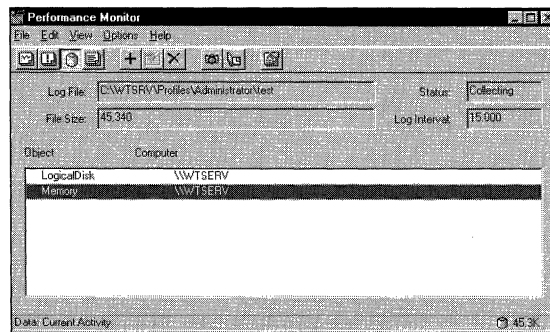 Performance Monitor
File Edit View Options Help
Log File: C:\WTSRV\Profiles\Administrator\test Status: Collecting
File Size: 45,340 Log Interval: 15.000
Object Computer
LogicalDisk \\WTSERV
Memory \\WTSERV
Data: Current Activity 45.3K